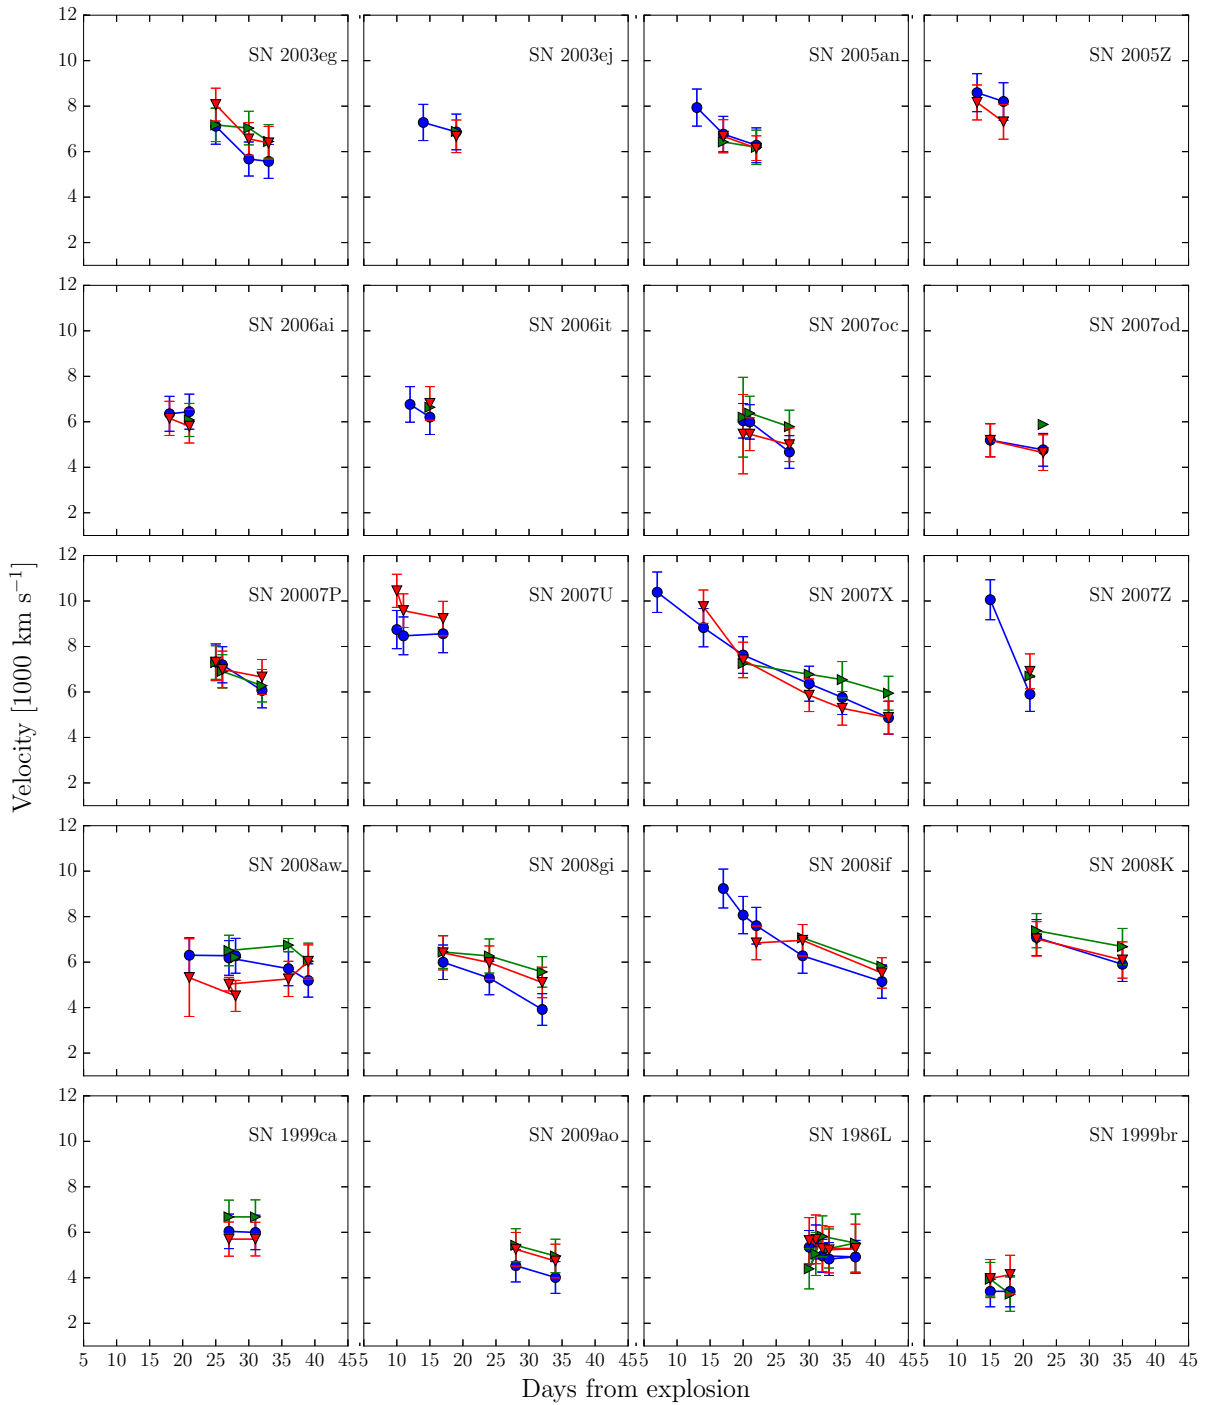 12
10
8
6
4
2
SN 2003eg
SN 2003ej
SN 2005an
SN 2005Z
12
10
8
6
4
2
SN 2006ai
SN 2006it
SN 2007oc
SN 2007od
12
10
8
6
4
2
SN 20007P
SN 2007U
SN 2007X
SN 2007Z
Velocity [1000 km s⁻¹]
12
10
8
6
4
2
SN 2008aw
SN 2008gi
SN 2008if
SN 2008K
12
10
8
6
4
2
SN 1999ca
SN 2009ao
SN 1986L
SN 1999br
5 10 15 20 25 30 35 40 45 5 10 15 20 25 30 35 40 45 5 10 15 20 25 30 35 40 45 5 10 15 20 25 30 35 40 45
Days from explosion